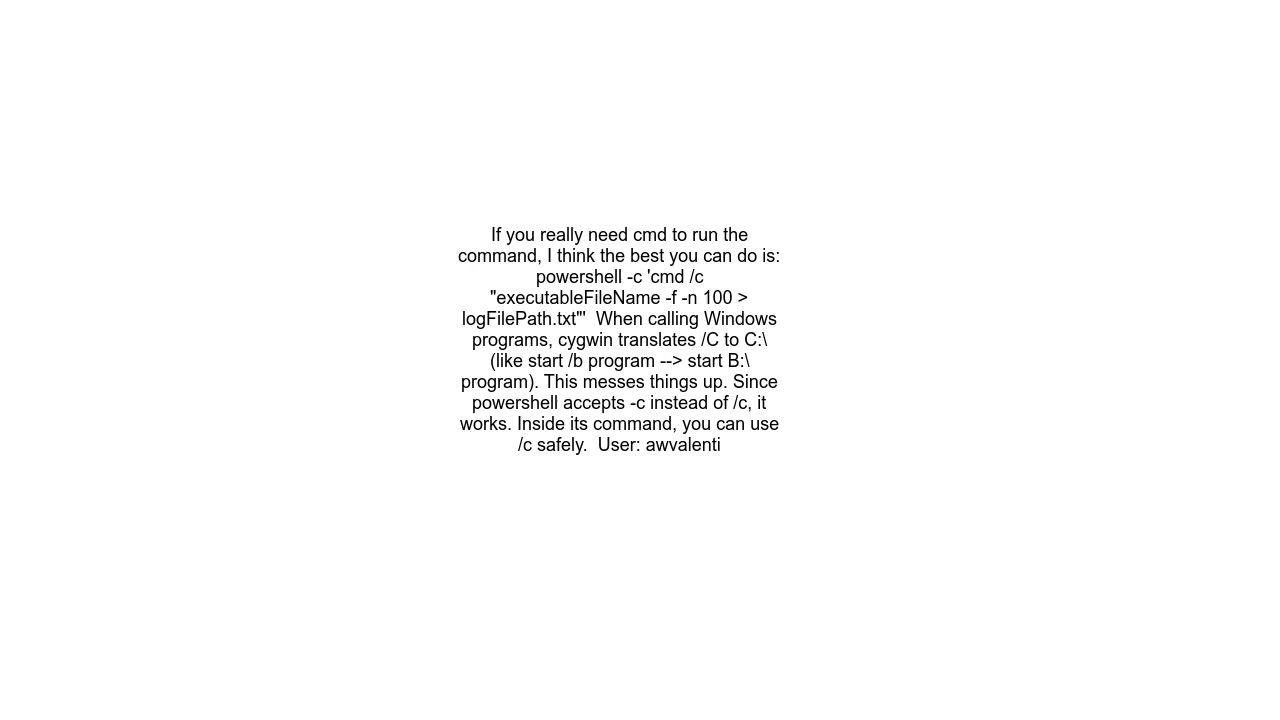 If you really need cmd to run the
command, I think the best you can do is:
powershell -c 'cmd /c
"executableFileName -f -n 100 >
logFilePath.txt"'  When calling Windows
programs, cygwin translates /C to C:\
(like start /b program --> start B:\
program). This messes things up. Since
powershell accepts -c instead of /c, it
works. Inside its command, you can use
/c safely.  User: awvalenti